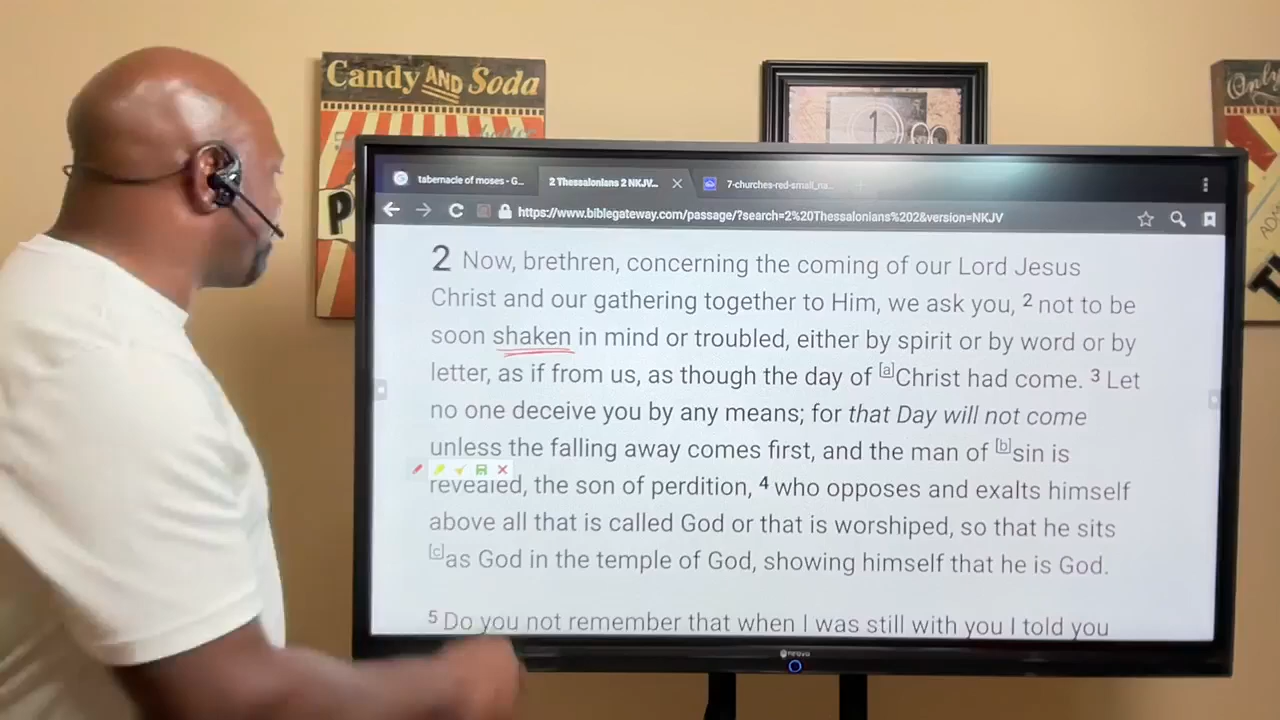 Candy AND Soda
Only
1
tabernacle of moses - G...
2 Thessalonians 2 NKJV...
7-churches-red-small_na...
https://www.biblegateway.com/passage/?search=2%20Thessalonians%202&version=NKJV
2 Now, brethren, concerning the coming of our Lord Jesus
Christ and our gathering together to Him, we ask you, 2 not to be
soon shaken in mind or troubled, either by spirit or by word or by
letter, as if from us, as though the day of [a]Christ had come. 3 Let
no one deceive you by any means; for that Day will not come
unless the falling away comes first, and the man of [b]sin is
revealed, the son of perdition, 4 who opposes and exalts himself
above all that is called God or that is worshiped, so that he sits
[c]as God in the temple of God, showing himself that he is God.
5 Do you not remember that when I was still with you I told you